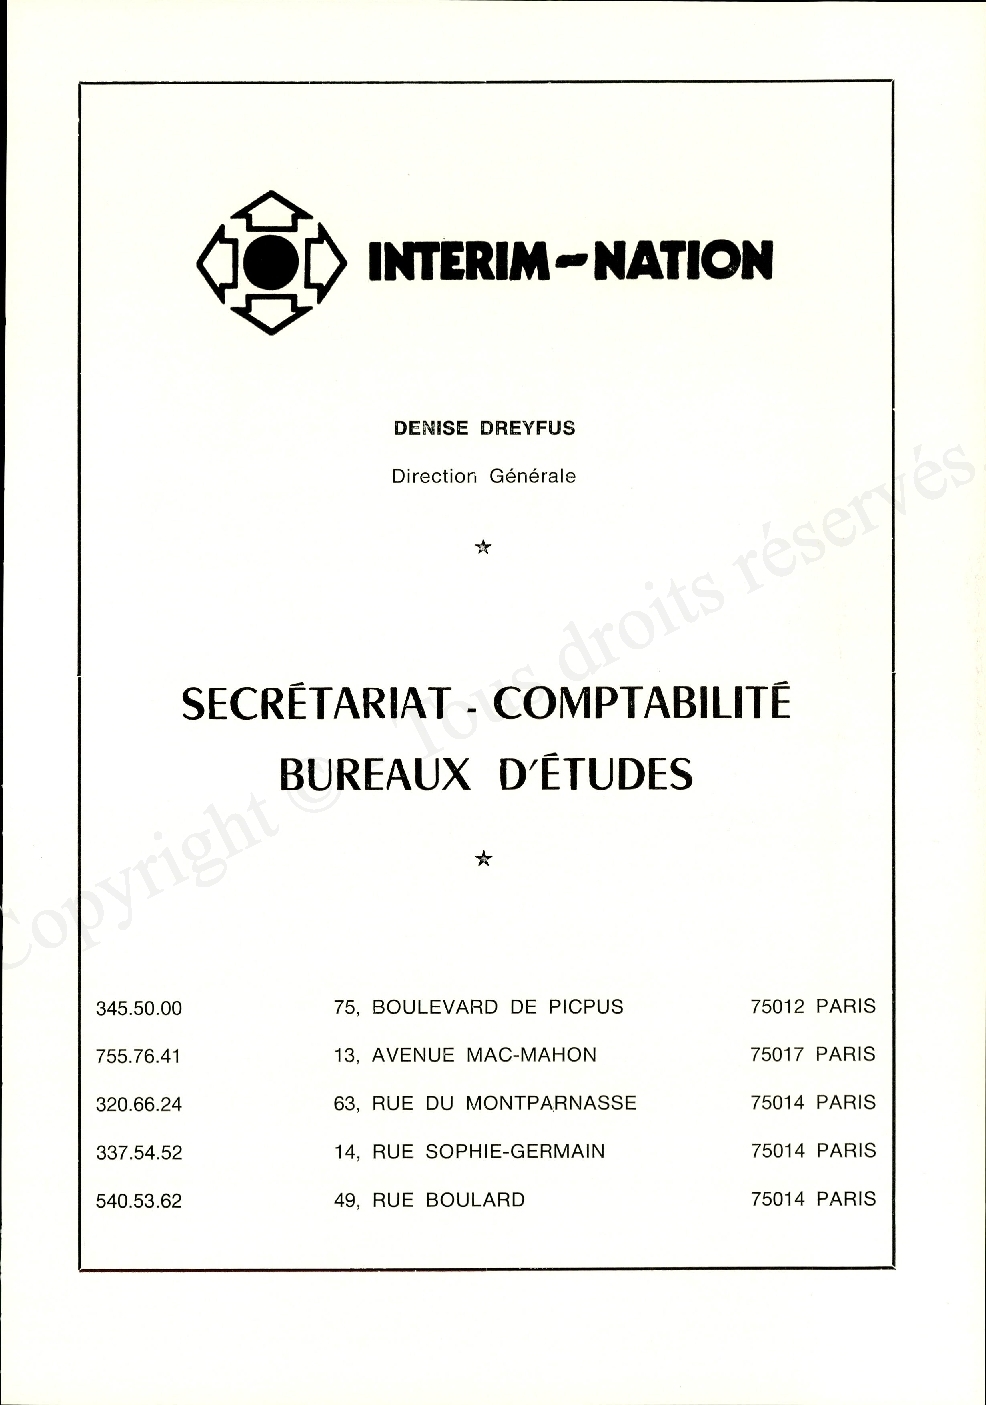 INTERIM-NATION
DENISE DREYFUS
Direction Générale
SECRÉTARIAT - COMPTABILITÉ
BUREAUX D'ÉTUDES
345.50.00 75, BOULEVARD DE PICPUS 75012 PARIS
755.76.41 13, AVENUE MAC-MAHON 75017 PARIS
320.66.24 63, RUE DU MONTPARNASSE 75014 PARIS
337.54.52 14, RUE SOPHIE-GERMAIN 75014 PARIS
540.53.62 49, RUE BOULARD 75014 PARIS
Copyright © Tous droits réservés.